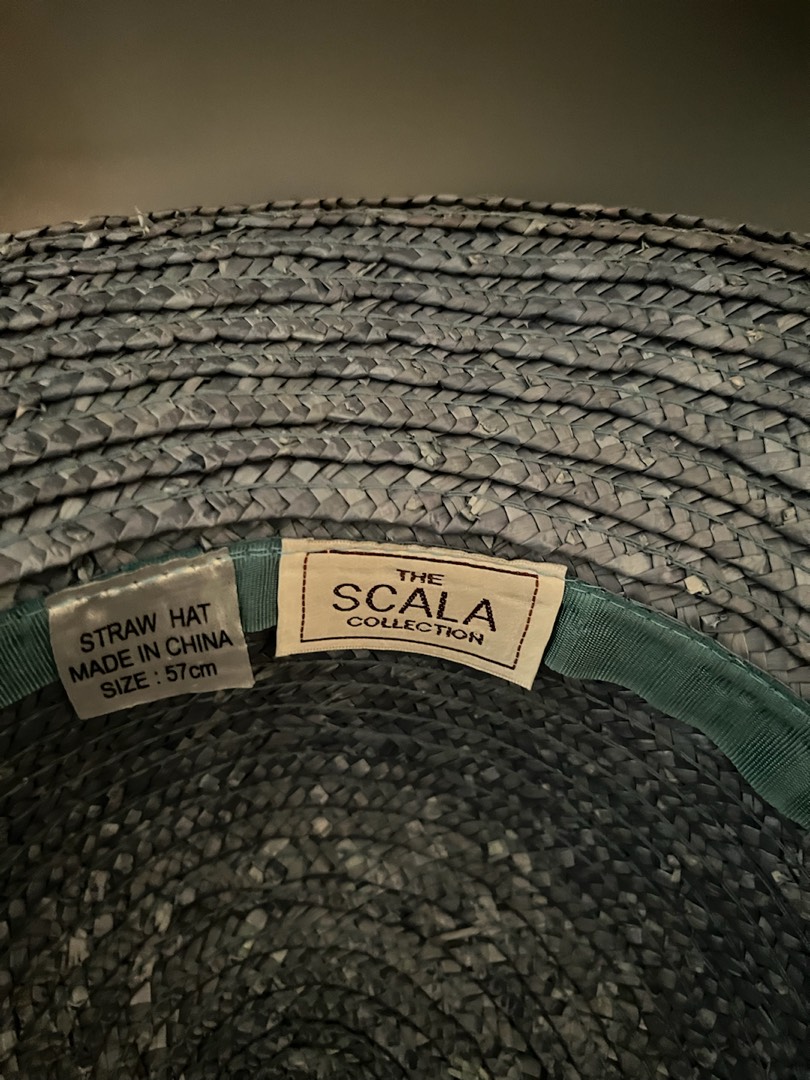 STRAW HAT
MADE IN CHINA
SIZE : 57cm
THE
SCALA
COLLECTION